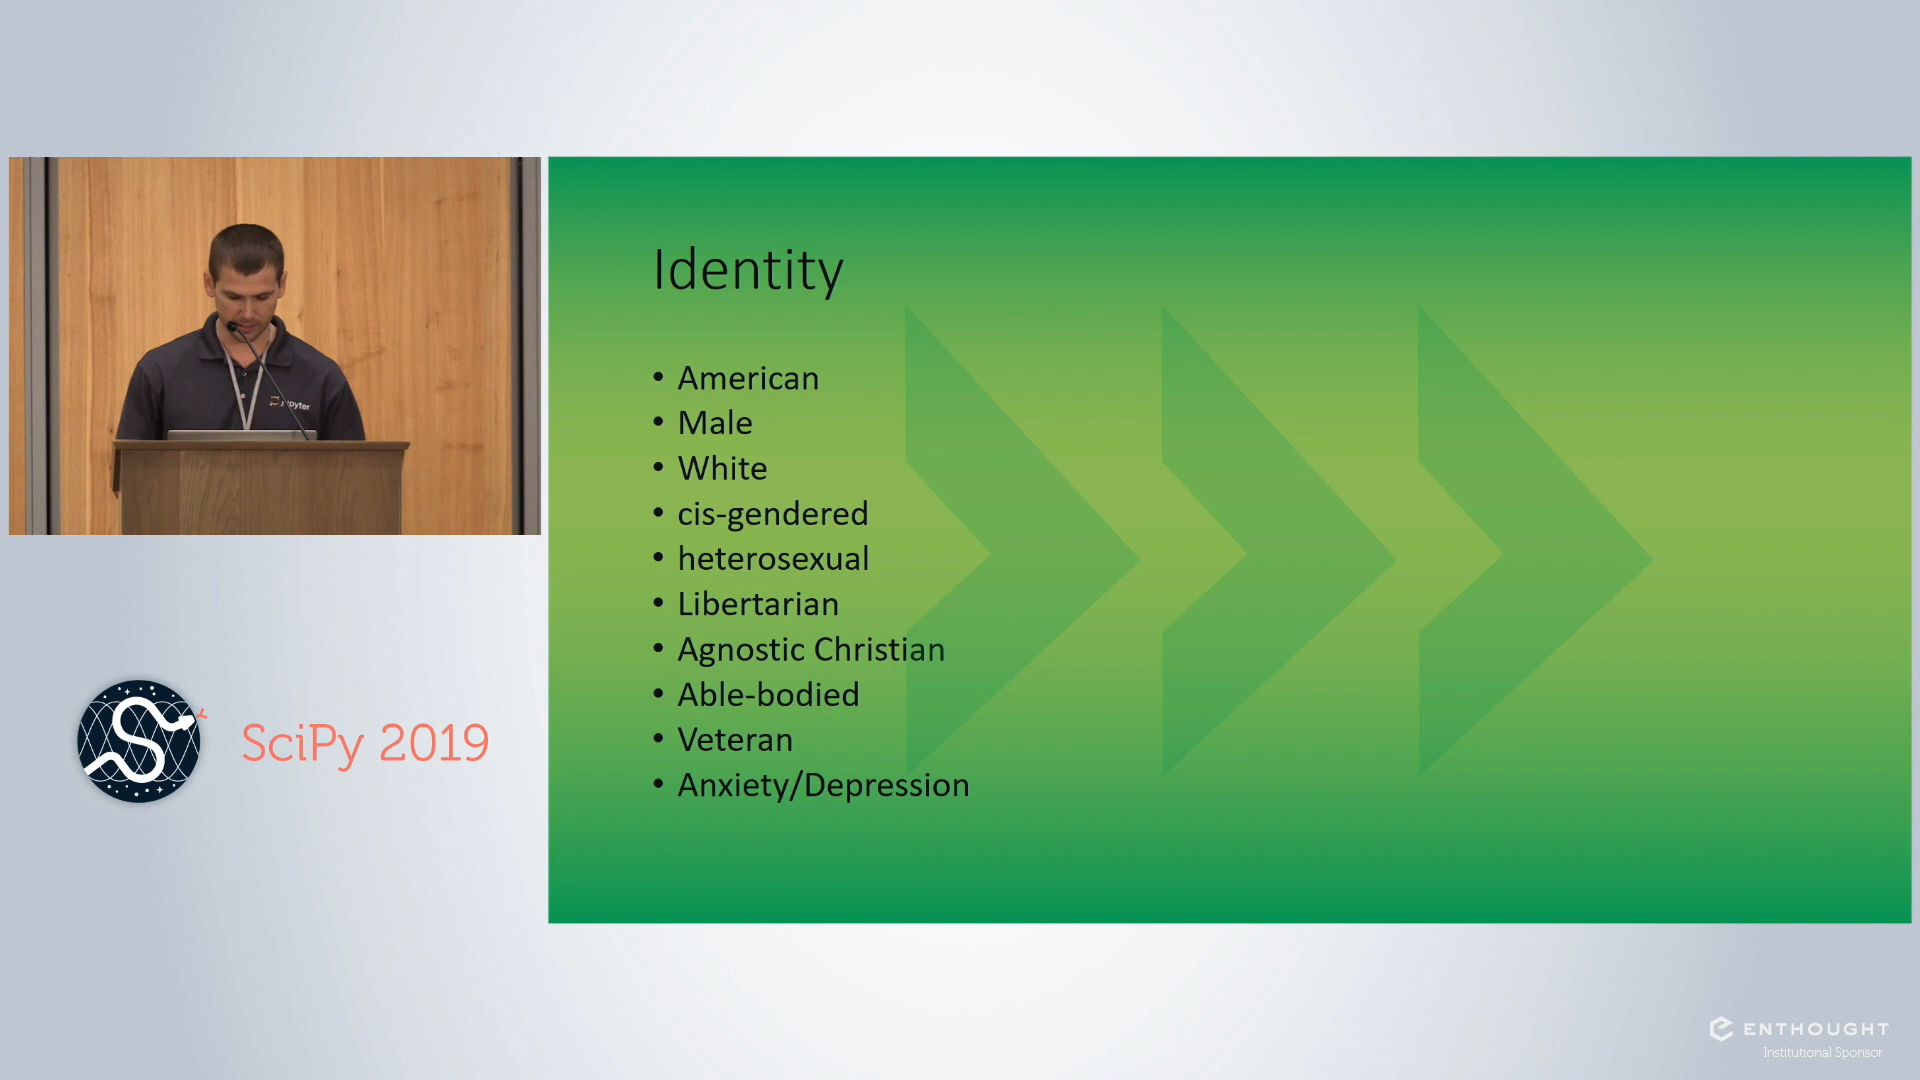 Identity
• American
• Male
• White
• cis-gendered
• heterosexual
• Libertarian
• Agnostic Christian
• Able-bodied
• Veteran
• Anxiety/Depression
jupyter
SciPy 2019
ENTHOUGHT
Institutional Sponsor